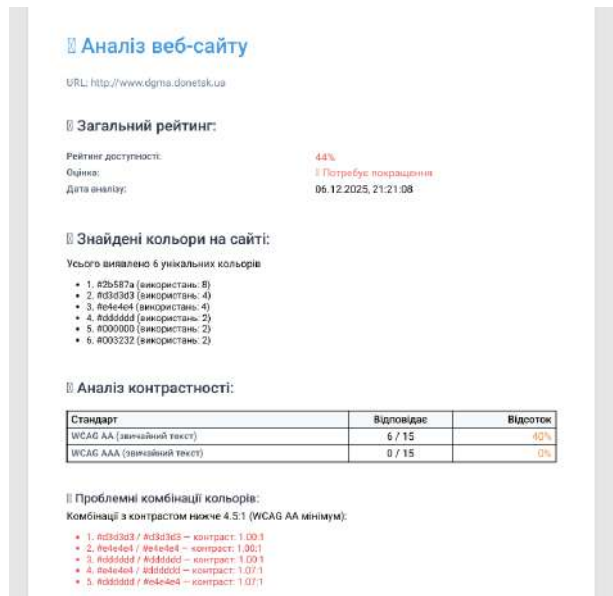 Аналіз веб-сайту
URL: http://www.dgma.donetsk.ua
Загальний рейтинг:
Рейтинг доступності: 44%
Оцінка: Потребує покращення
Дата аналізу: 06.12.2025, 21:21:08
Знайдені кольори на сайті:
Усього виявлено 6 унікальних кольорів
• 1. #2b587a (використань: 8)
• 2. #d3d3d3 (використань: 4)
• 3. #e4e4e4 (використань: 4)
• 4. #dddddd (використань: 2)
• 5. #000000 (використань: 2)
• 6. #003232 (використань: 2)
Аналіз контрастності:
Стандарт Відповідає Відсоток
WCAG AA (звичайний текст) 6 / 15 40%
WCAG AAA (звичайний текст) 0 / 15 0%
Проблемні комбінації кольорів:
Комбінації з контрастом нижче 4.5:1 (WCAG AA мінімум):
• 1. #d3d3d3 / #d3d3d3 — контраст: 1.00:1
• 2. #e4e4e4 / #e4e4e4 — контраст: 1.00:1
• 3. #dddddd / #dddddd — контраст: 1.00:1
• 4. #e4e4e4 / #dddddd — контраст: 1.07:1
• 5. #dddddd / #e4e4e4 — контраст: 1.07:1